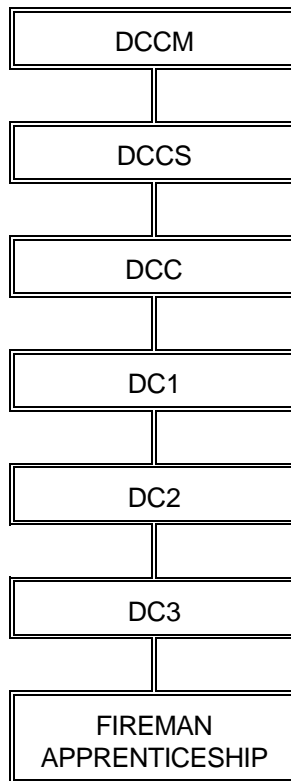 DCCM
DCCS
DCC
DC1
DC2
DC3
FIREMAN
APPRENTICESHIP